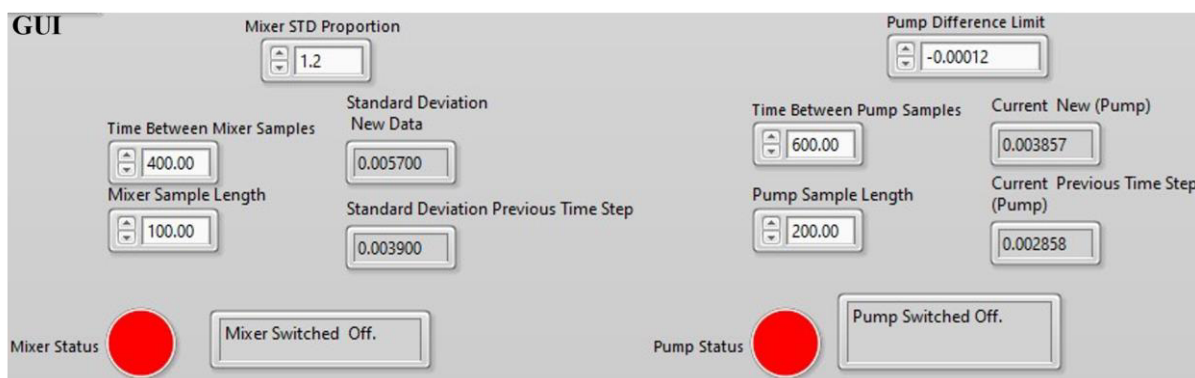 GUI
Mixer STD Proportion
1.2
Time Between Mixer Samples
400.00
Mixer Sample Length
100.00
Standard Deviation
New Data
0.005700
Standard Deviation Previous Time Step
0.003900
Mixer Status
Mixer Switched Off.
Pump Difference Limit
-0.00012
Time Between Pump Samples
600.00
Pump Sample Length
200.00
Current New (Pump)
0.003857
Current Previous Time Step
(Pump)
0.002858
Pump Status
Pump Switched Off.